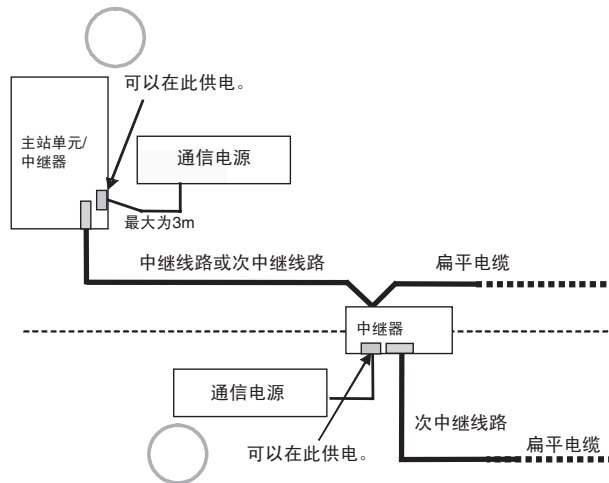 可以在此供电。
主站单元/
中继器
通信电源
最大为3m
中继线路或次中继线路
扁平电缆
中继器
通信电源
次中继线路
扁平电缆
可以在此供电。